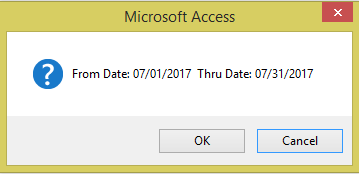 Microsoft Access
From Date: 07/01/2017 Thru Date: 07/31/2017
OK Cancel